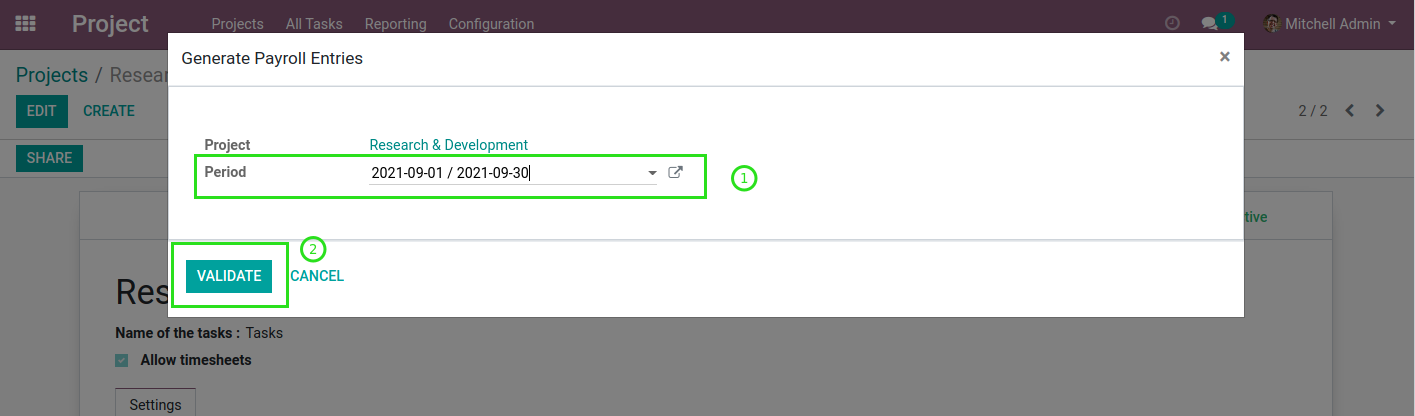 Project Projects All Tasks Reporting Configuration 1 Mitchell Admin
Generate Payroll Entries ×
Projects / Resear
EDIT CREATE 2 / 2
Project Research & Development
SHARE
Period 2021-09-01 / 2021-09-30 1
tive
2
VALIDATE CANCEL
Res
Name of the tasks : Tasks
Allow timesheets
Settings